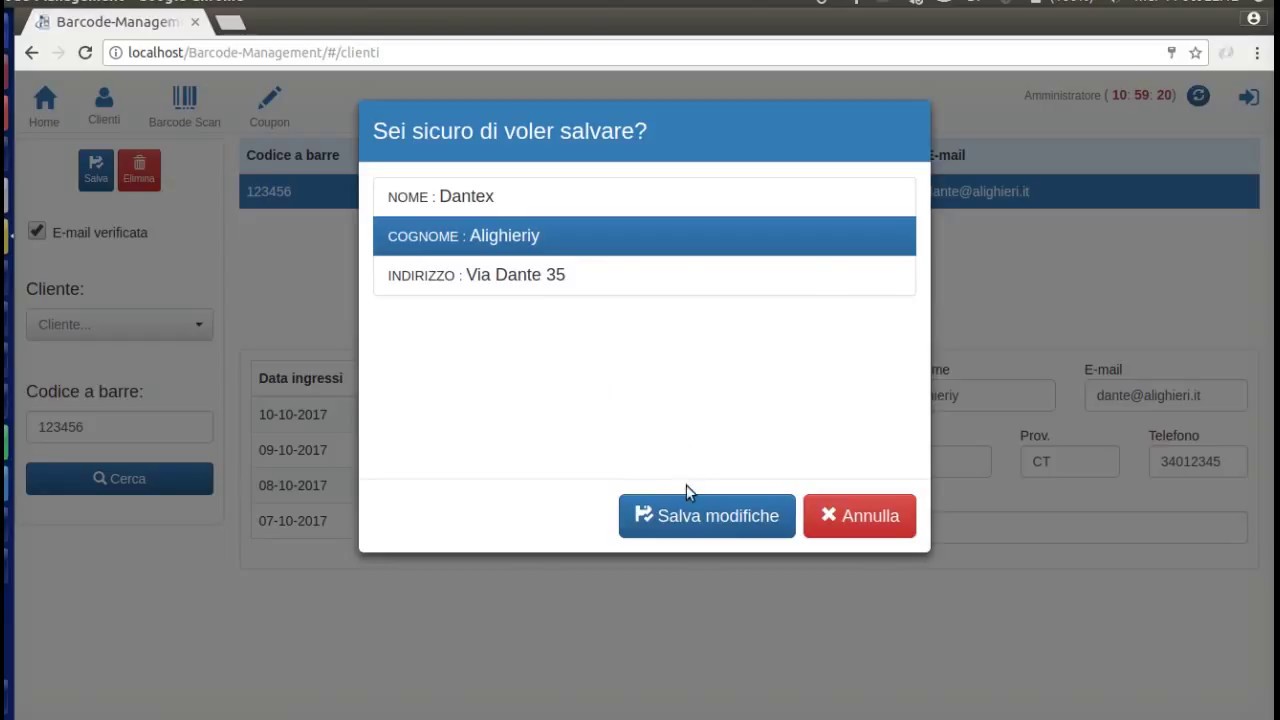 Barcode-Managem
localhost/Barcode-Management/#/clienti
Home
Clienti
Barcode Scan
Coupon
Amministratore ( 10: 59: 20)
Sei sicuro di voler salvare?
Salva
Elimina
Codice a barre
E-mail
123456
dante@alighieri.it
NOME : Dantex
COGNOME : Alighieriy
INDIRIZZO : Via Dante 35
E-mail verificata
Cliente:
Cliente...
Codice a barre:
123456
Cerca
Data ingressi
10-10-2017
09-10-2017
08-10-2017
07-10-2017
me
E-mail
ieriy
dante@alighieri.it
Prov.
Telefono
CT
34012345
Salva modifiche
Annulla